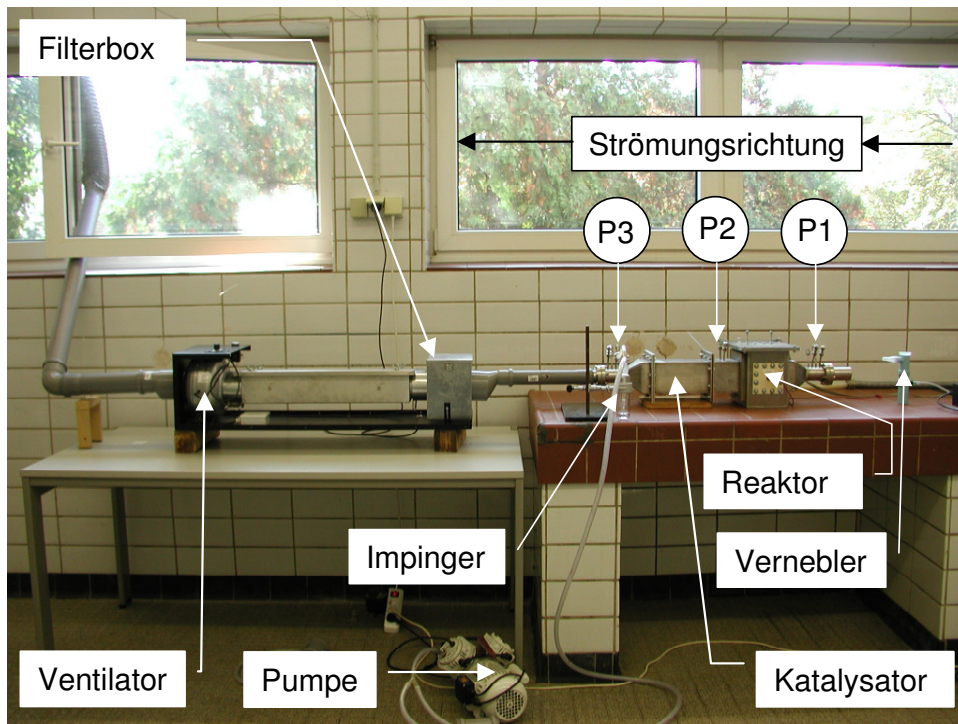 Filterbox
Strömungsrichtung
P3
P2
P1
Reaktor
Impinger
Vernebler
Ventilator
Pumpe
Katalysator